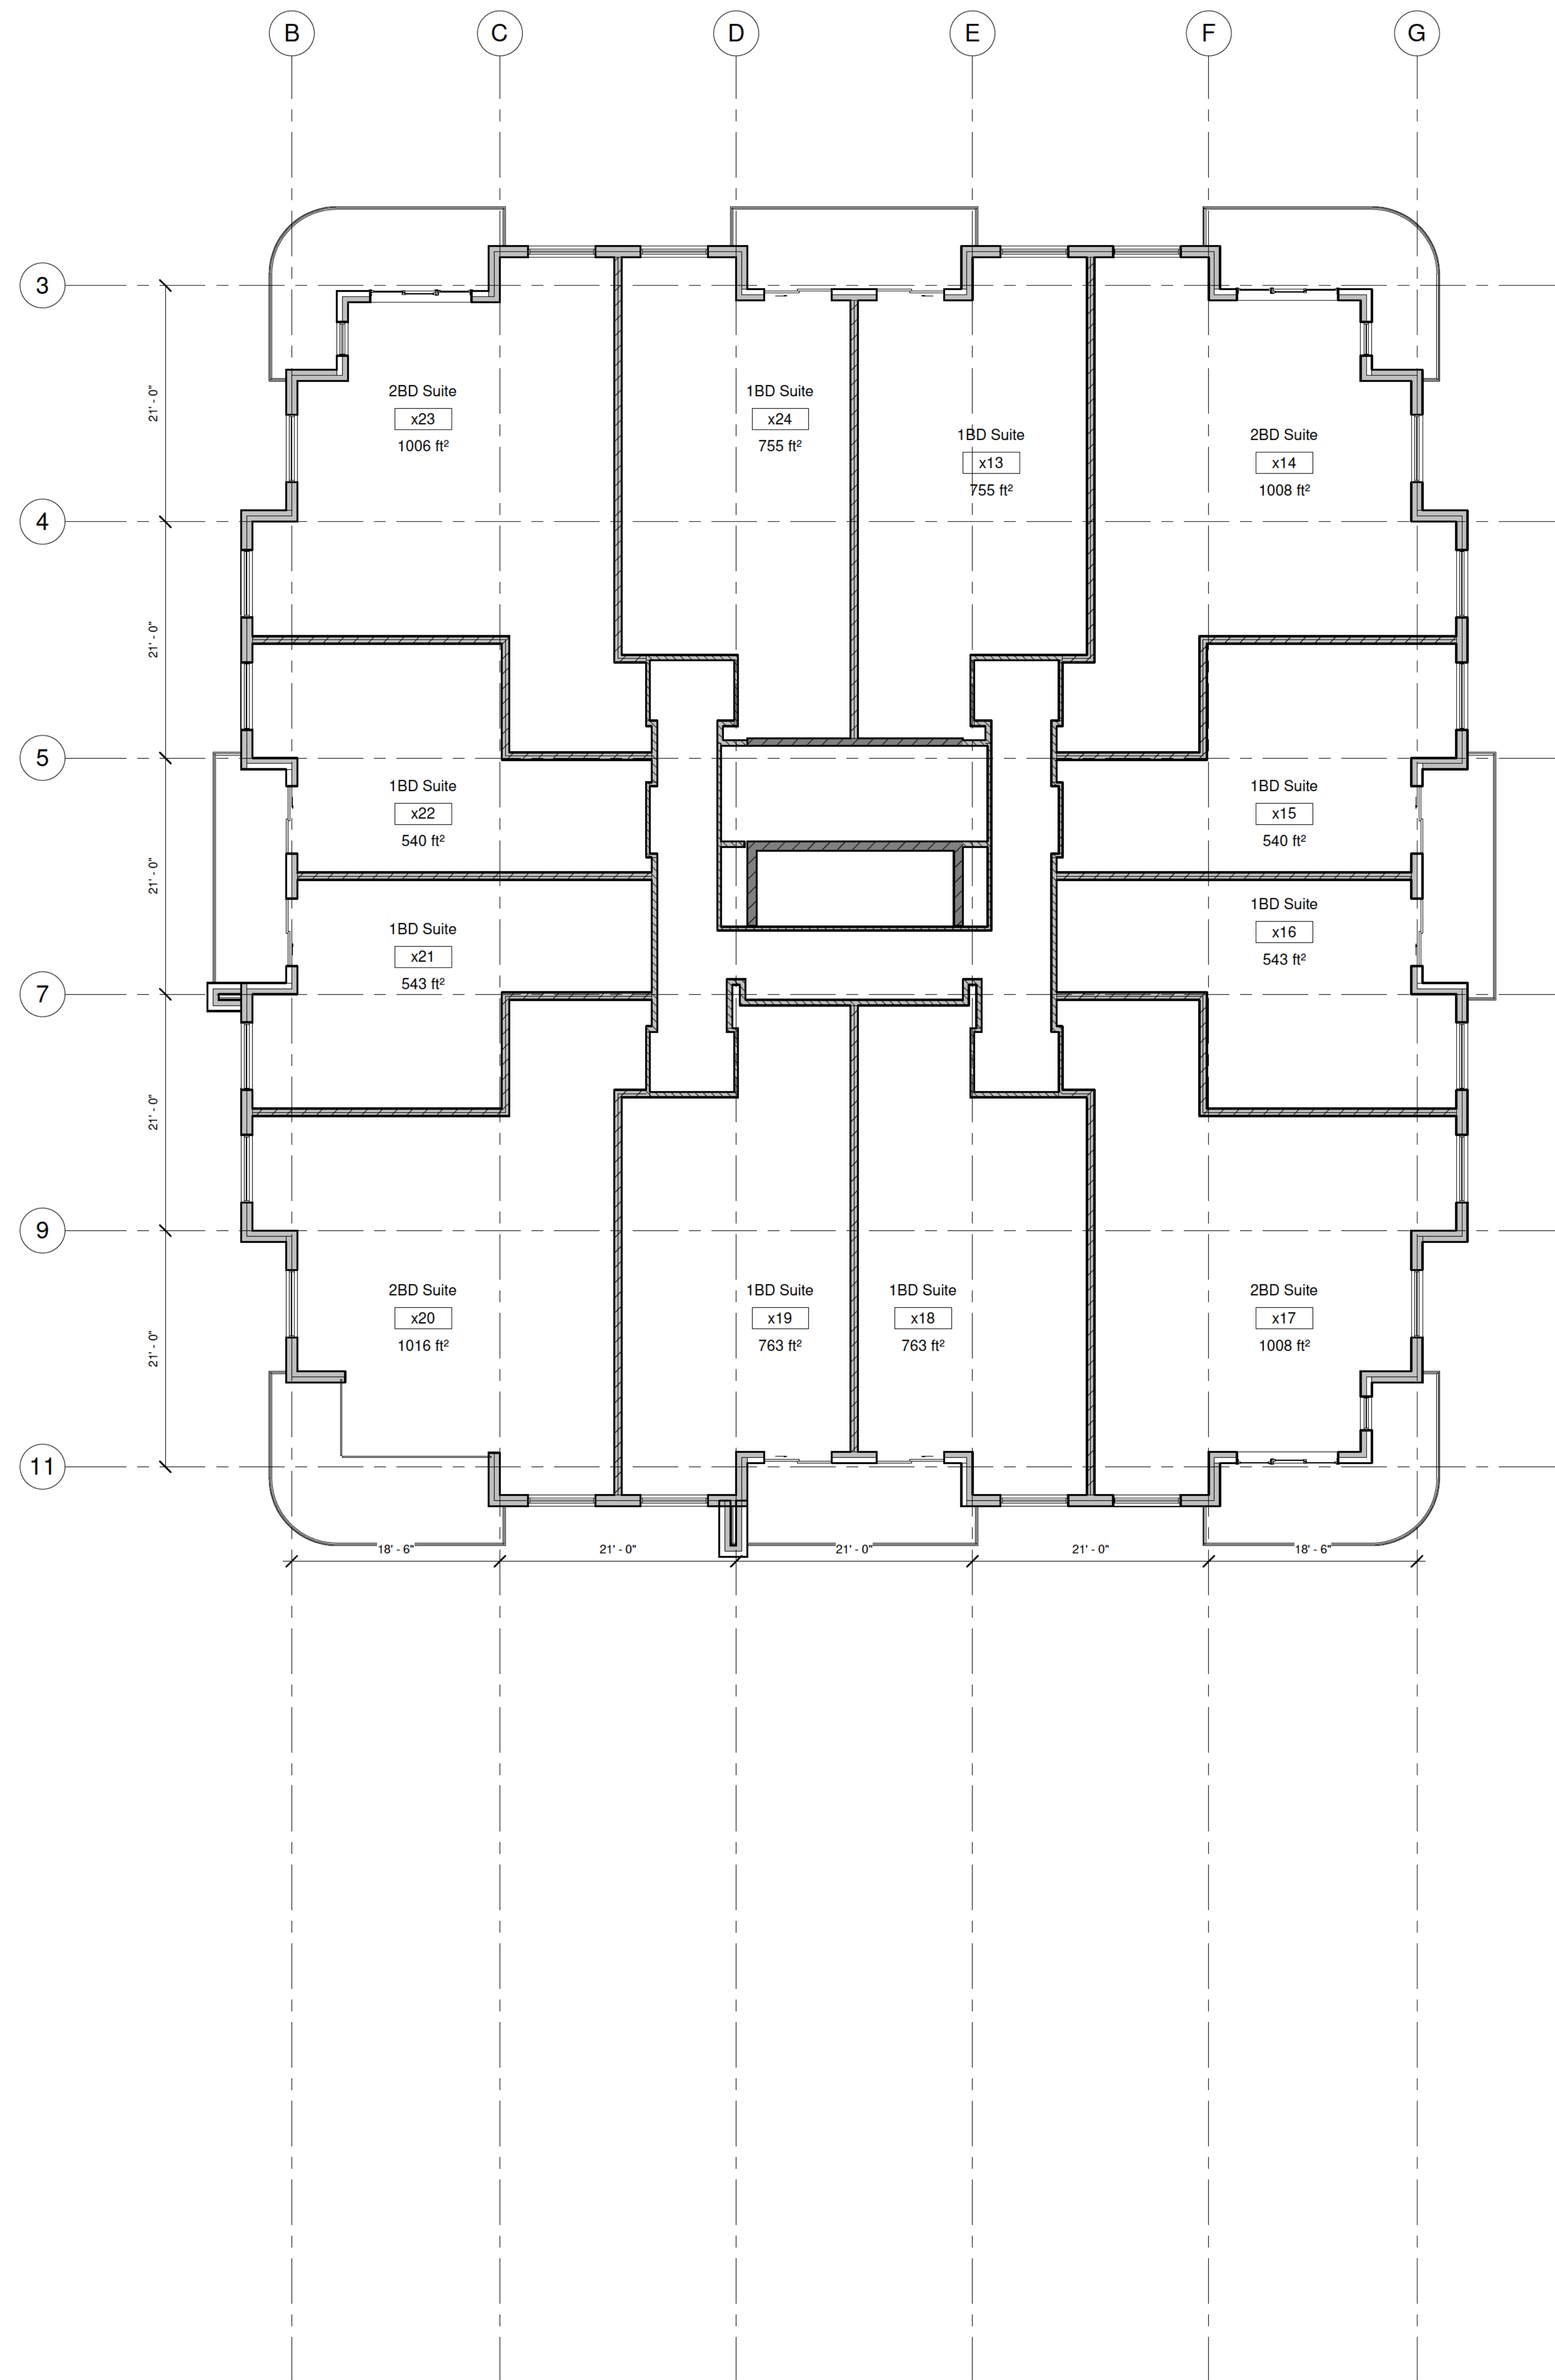 B
C
D
E
F
G
3
2BD Suite
x23
1006 ft²
1BD Suite
x24
755 ft²
1BD Suite
x13
755 ft²
2BD Suite
x14
1008 ft²
21' - 0"
4
21' - 0"
5
1BD Suite
x22
540 ft²
1BD Suite
x15
540 ft²
21' - 0"
1BD Suite
x21
543 ft²
1BD Suite
x16
543 ft²
7
21' - 0"
9
2BD Suite
x20
1016 ft²
1BD Suite
x19
763 ft²
1BD Suite
x18
763 ft²
2BD Suite
x17
1008 ft²
21' - 0"
11
18' - 6"
21' - 0"
21' - 0"
21' - 0"
18' - 6"